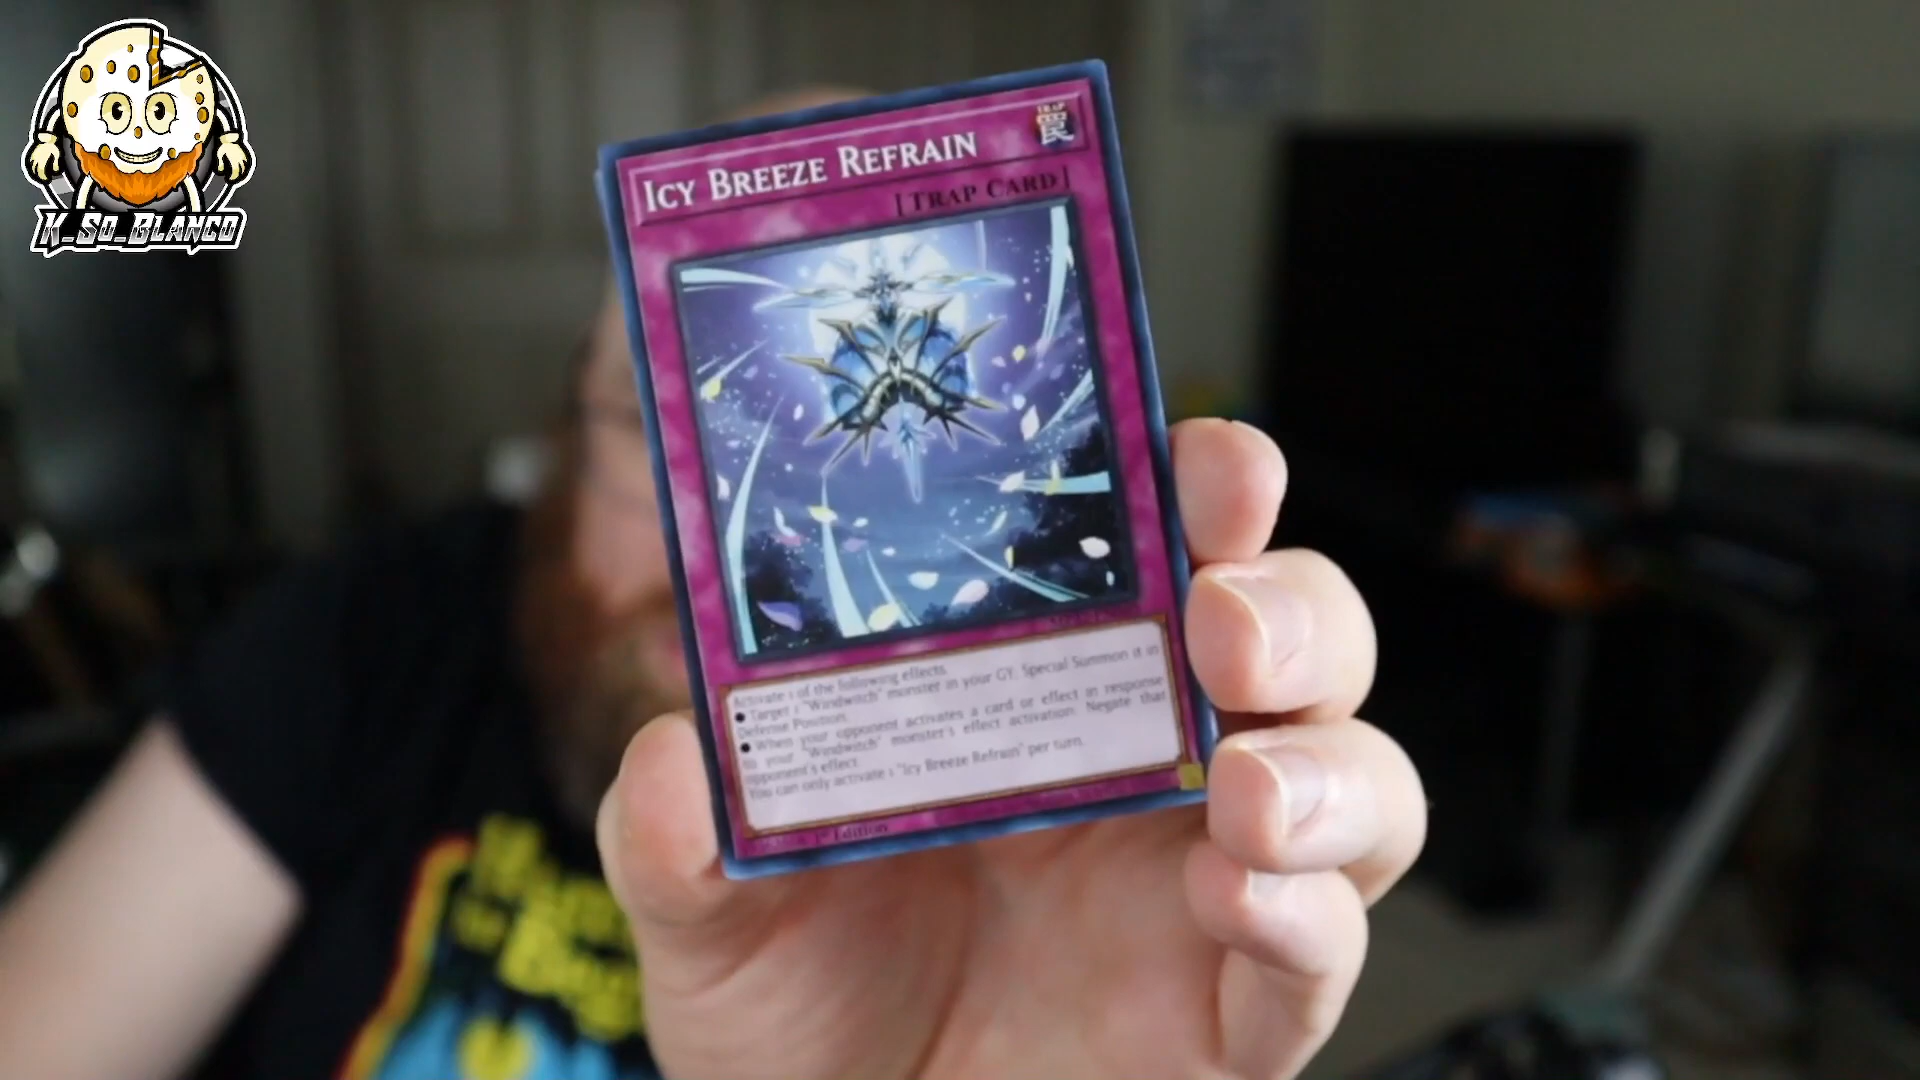 K_So_Blanco
Icy Breeze Refrain
TRAP
罠
[Trap Card]
Activate 1 of the following effects.
● Target 1 "Windwitch" monster in your GY; Special Summon it in
Defense Position.
● When your opponent activates a card or effect in response
to your "Windwitch" monster's effect activation: Negate that
opponent's effect.
You can only activate 1 "Icy Breeze Refrain" per turn.
1st Edition